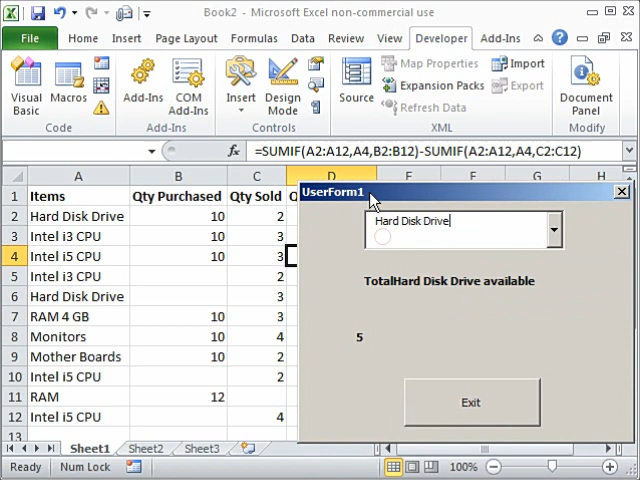 Book2 - Microsoft Excel non-commercial use
File Home Insert Page Layout Formulas Data Review View Developer Add-Ins
Visual Basic Macros Add-Ins COM Add-Ins Insert Design Mode Source Map Properties Import
Expansion Packs Export
Refresh Data
Document Panel
Code Add-Ins Controls XML Modify
fx =SUMIF(A2:A12,A4,B2:B12)-SUMIF(A2:A12,A4,C2:C12)
A B C D E F G H
1 Items Qty Purchased Qty Sold Q
2 Hard Disk Drive 10 2
3 Intel i3 CPU 10 3
4 Intel i5 CPU 10 3
5 Intel i3 CPU 2
6 Hard Disk Drive 3
7 RAM 4 GB 10 3
8 Monitors 10 4
9 Mother Boards 10 2
10 Intel i5 CPU 2
11 RAM 12
12 Intel i5 CPU 4
13
UserForm1
Hard Disk Drive
TotalHard Disk Drive available
5
Exit
Sheet1 Sheet2 Sheet3
Ready Num Lock 100%